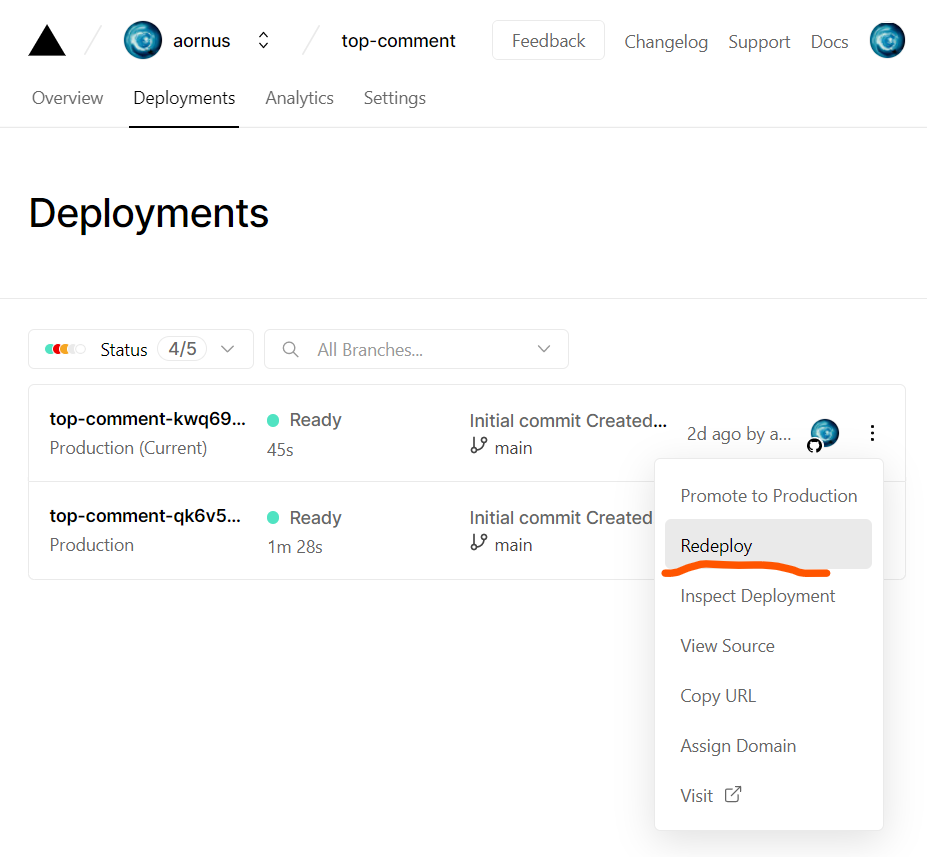 aornus top-comment Feedback Changelog Support Docs
Overview Deployments Analytics Settings
Deployments
Status 4/5 All Branches...
top-comment-kwq69... Ready Initial commit Created... 2d ago by a...
Production (Current) 45s main
top-comment-qk6v5... Ready Initial commit Created
Production 1m 28s main
Promote to Production
Redeploy
Inspect Deployment
View Source
Copy URL
Assign Domain
Visit